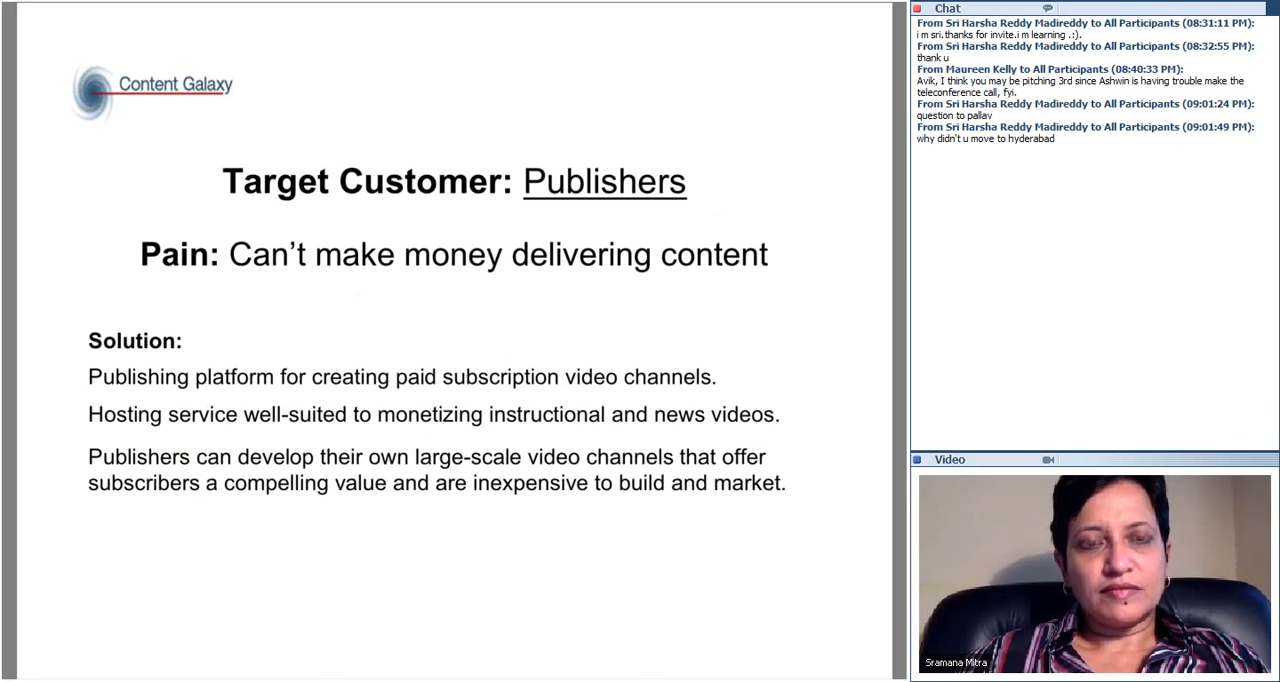 Content Galaxy
Target Customer: Publishers
Pain: Can't make money delivering content
Solution:
Publishing platform for creating paid subscription video channels.
Hosting service well-suited to monetizing instructional and news videos.
Publishers can develop their own large-scale video channels that offer
subscribers a compelling value and are inexpensive to build and market.
Chat
From Sri Harsha Reddy Madireddy to All Participants (08:31:11 PM):
i m sri.thanks for invite.i m learning .:).
From Sri Harsha Reddy Madireddy to All Participants (08:32:55 PM):
thank u
From Maureen Kelly to All Participants (08:40:33 PM):
Avik, I think you may be pitching 3rd since Ashwin is having trouble make the
teleconference call, fyi.
From Sri Harsha Reddy Madireddy to All Participants (09:01:24 PM):
question to pallav
From Sri Harsha Reddy Madireddy to All Participants (09:01:49 PM):
why didn't u move to hyderabad
Video
Sramana Mitra